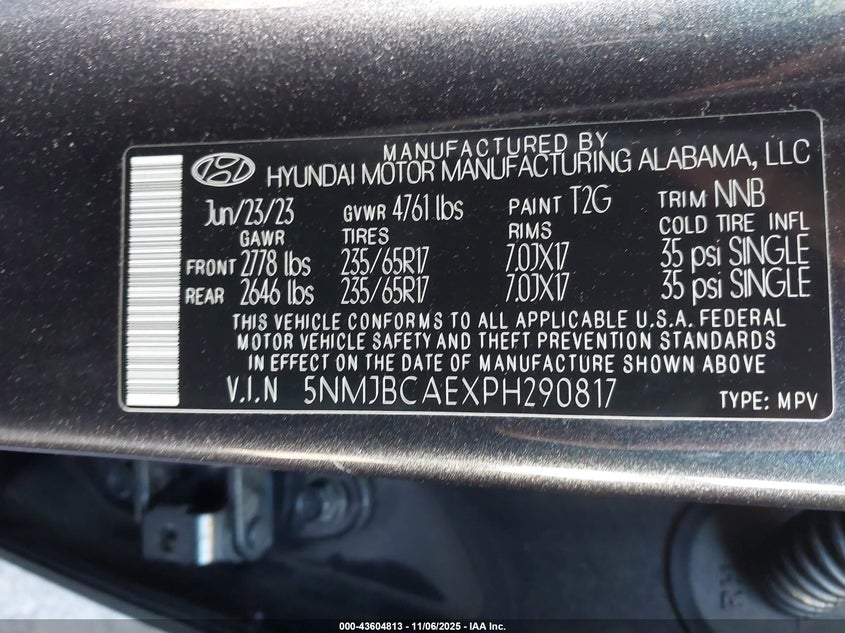 MANUFACTURED BY
HYUNDAI MOTOR MANUFACTURING ALABAMA, LLC
Jun/23/23 GVWR 4761 lbs PAINT T2G TRIM NNB
GAWR TIRES RIMS COLD TIRE INFL
FRONT 2778 lbs 235/65R17 7.0JX17 35 psi SINGLE
REAR 2646 lbs 235/65R17 7.0JX17 35 psi SINGLE
THIS VEHICLE CONFORMS TO ALL APPLICABLE U.S.A. FEDERAL
MOTOR VEHICLE SAFETY AND THEFT PREVENTION STANDARDS
IN EFFECT ON THE DATE OF MANUFACTURE SHOWN ABOVE
V.I.N 5NMJBCAEXPH290817 TYPE: MPV
000-43604813 - 11/06/2025 - IAA Inc.